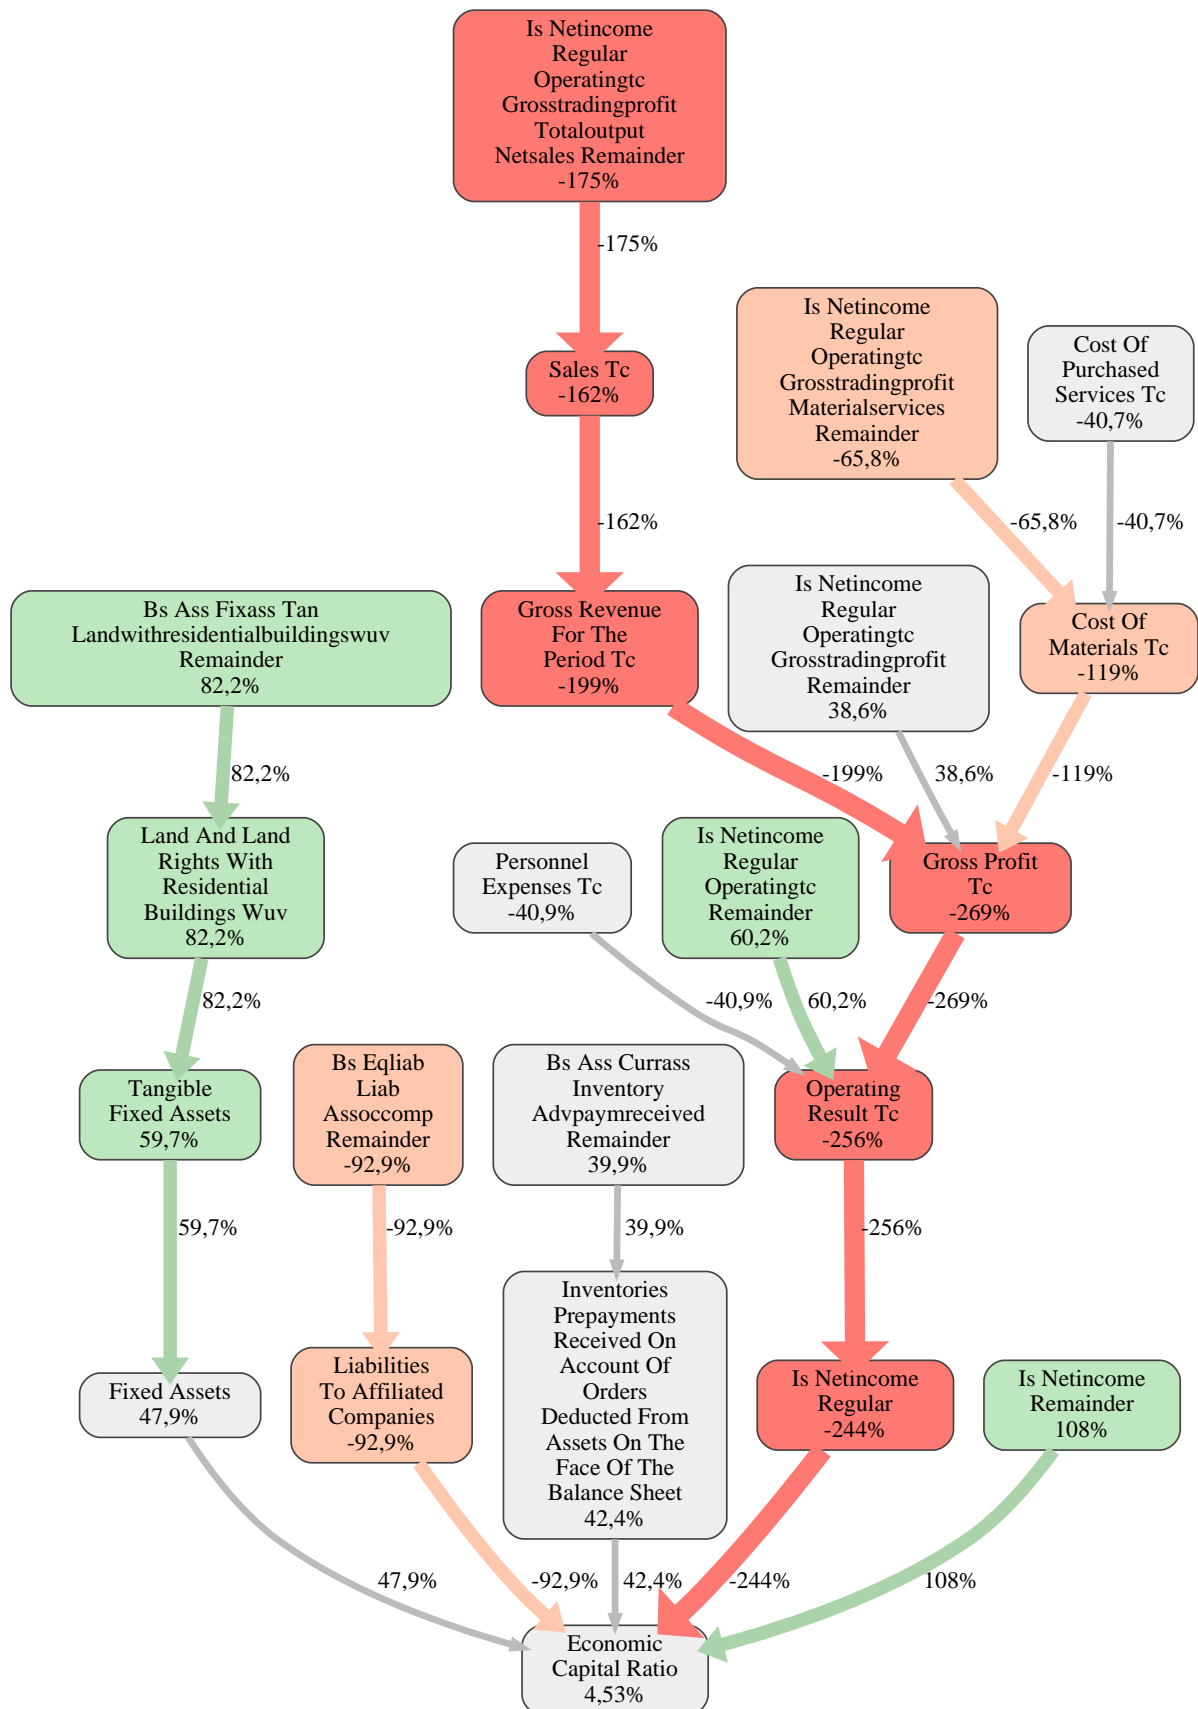 Is Netincome
Regular
Operatingtc
Grosstradingprofit
Totaloutput
Netsales Remainder
-175%
-175%
Is Netincome
Regular
Operatingtc
Grosstradingprofit
Materialservices
Remainder
-65,8%
Cost Of
Purchased
Services Tc
-40,7%
Sales Tc
-162%
-162%
-65,8%
-40,7%
Bs Ass Fixass Tan
Landwithresidentialbuildingswuv
Remainder
82,2%
Gross Revenue
For The
Period Tc
-199%
Is Netincome
Regular
Operatingtc
Grosstradingprofit
Remainder
38,6%
Cost Of
Materials Tc
-119%
82,2%
-199%
38,6%
-119%
Land And Land
Rights With
Residential
Buildings Wuv
82,2%
Personnel
Expenses Tc
-40,9%
Is Netincome
Regular
Operatingtc
Remainder
60,2%
Gross Profit
Tc
-269%
82,2%
-40,9%
60,2%
-269%
Tangible
Fixed Assets
59,7%
Bs Eqliab
Liab
Assoccomp
Remainder
-92,9%
Bs Ass Currass
Inventory
Advpaymreceived
Remainder
39,9%
Operating
Result Tc
-256%
59,7%
-92,9%
39,9%
-256%
Fixed Assets
47,9%
Liabilities
To Affiliated
Companies
-92,9%
Inventories
Prepayments
Received On
Account Of
Orders
Deducted From
Assets On The
Face Of The
Balance Sheet
42,4%
Is Netincome
Regular
-244%
Is Netincome
Remainder
108%
47,9%
-92,9%
42,4%
-244%
108%
Economic
Capital Ratio
4,53%